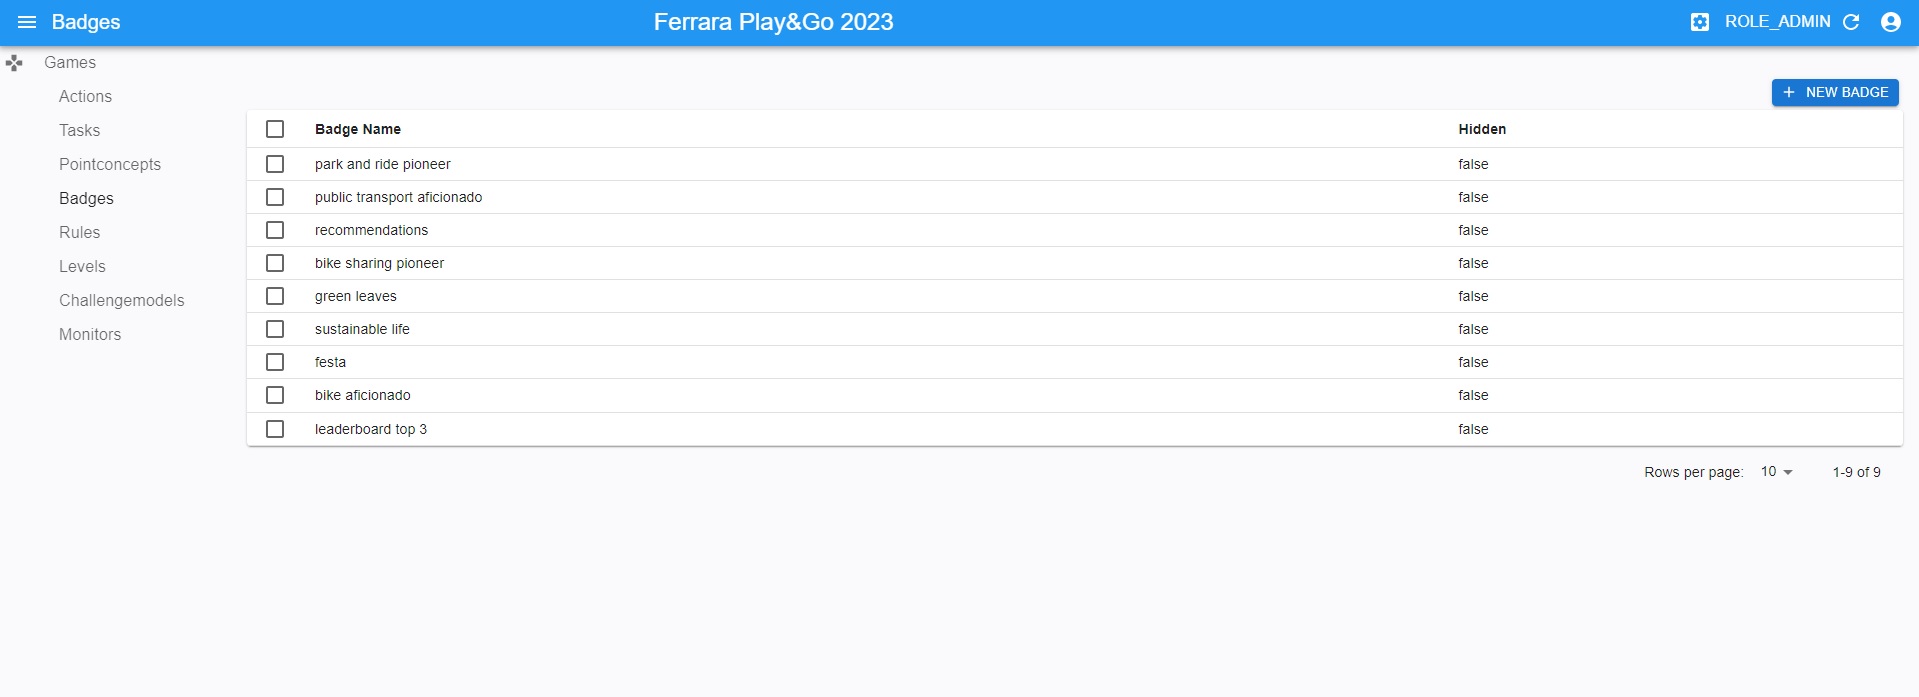 Badges
Ferrara Play&Go 2023
ROLE_ADMIN
Games
Actions
Tasks
Pointconcepts
Badges
Rules
Levels
Challengemodels
Monitors
NEW BADGE
Badge Name Hidden
park and ride pioneer false
public transport aficionado false
recommendations false
bike sharing pioneer false
green leaves false
sustainable life false
festa false
bike aficionado false
leaderboard top 3 false
Rows per page: 10 1-9 of 9